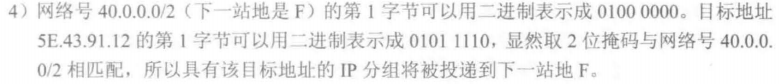 4）网络号 40.0.0.0/2（下一站地是 F）的第 1 字节可以用二进制表示成 0100 0000。目标地址
5E.43.91.12 的第 1 字节可以用二进制表示成 0101 1110，显然取 2 位掩码与网络号 40.0.0.
0/2 相匹配，所以具有该目标地址的 IP 分组将被投递到下一站地 F。